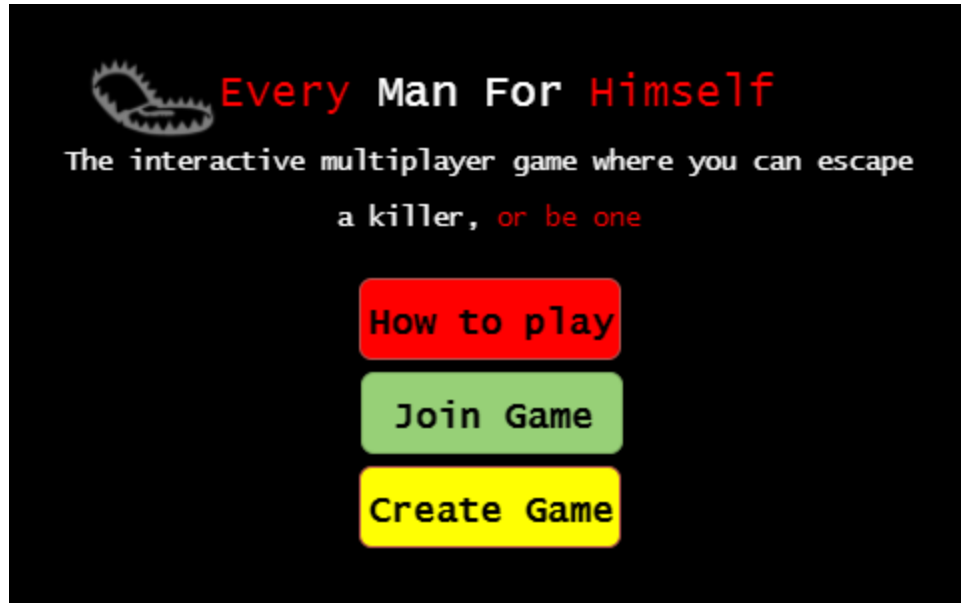 Every Man For Himself
The interactive multiplayer game where you can escape
a killer, or be one
How to play
Join Game
Create Game